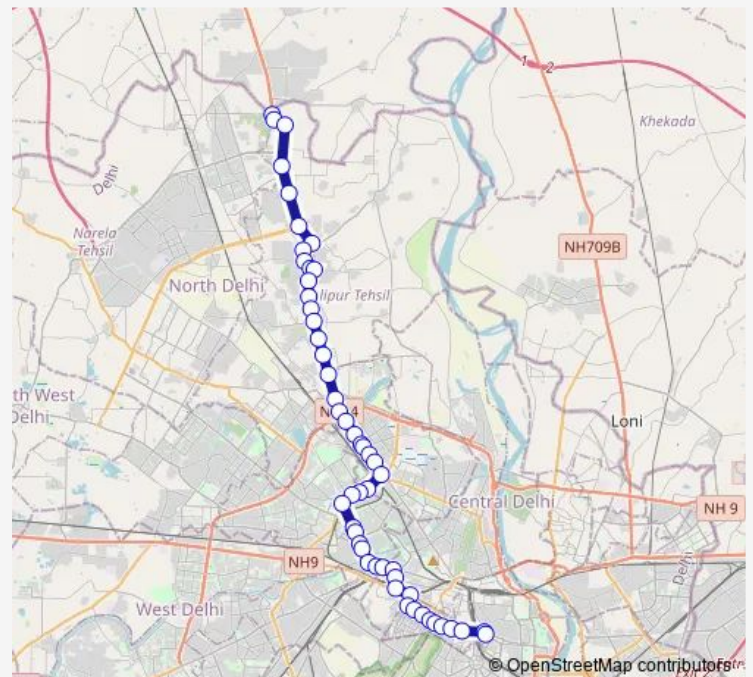 1
2
Khekada
Delhi
Narela
Tehsil
NH709B
North Delhi
lipur Tehsil
th West
Delhi
Loni
Central Delhi
NH 9
NH9
Delhi
West Delhi
© OpenStreetMap contributors